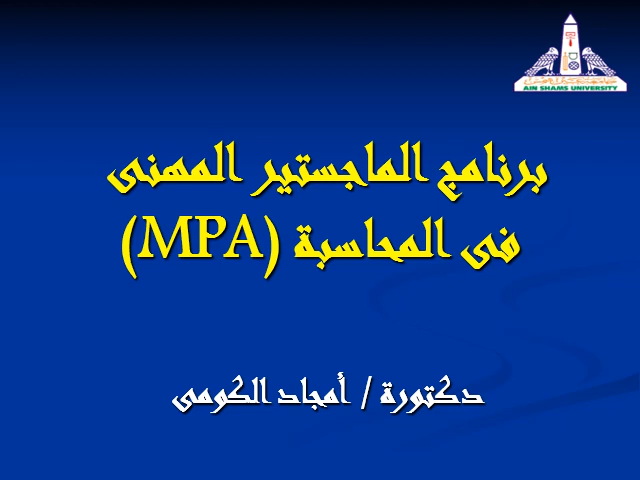 AIN SHAMS UNIVERSITY
برنامج الماجستير المهنى
فى المحاسبة (MPA)
دكتورة / أمجاد الكومى